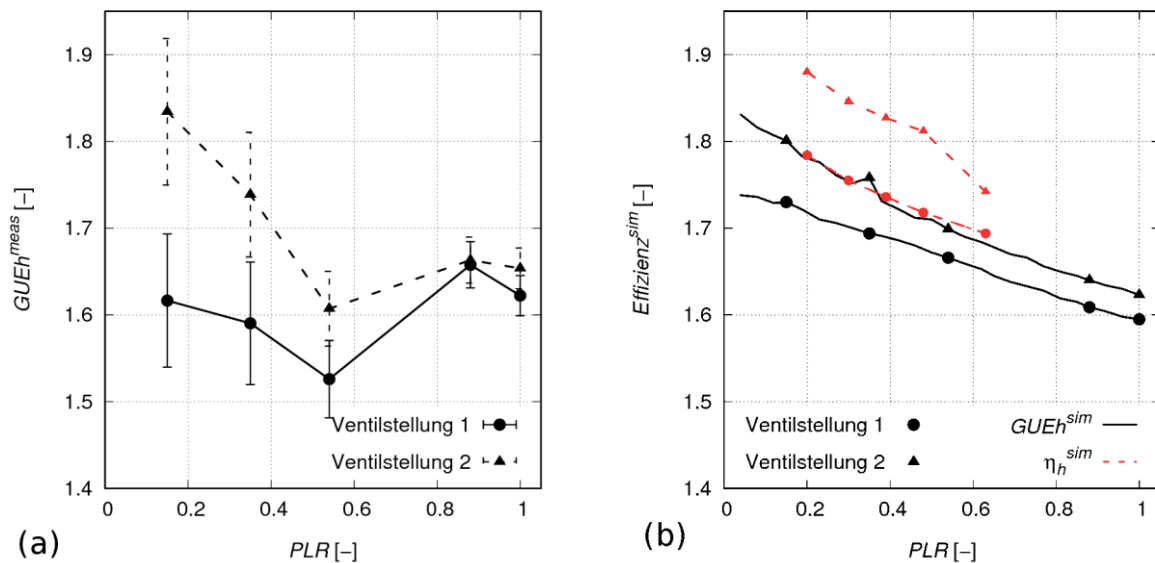 1.9
1.8
1.7
1.6
1.5
1.4
GUEh^meas [–]
Ventilstellung 1
Ventilstellung 2
0 0.2 0.4 0.6 0.8 1
PLR [–]
(a)
1.9
1.8
1.7
1.6
1.5
1.4
Effizienz^sim [–]
Ventilstellung 1
Ventilstellung 2
GUEh^sim
η_h^sim
0 0.2 0.4 0.6 0.8 1
PLR [–]
(b)